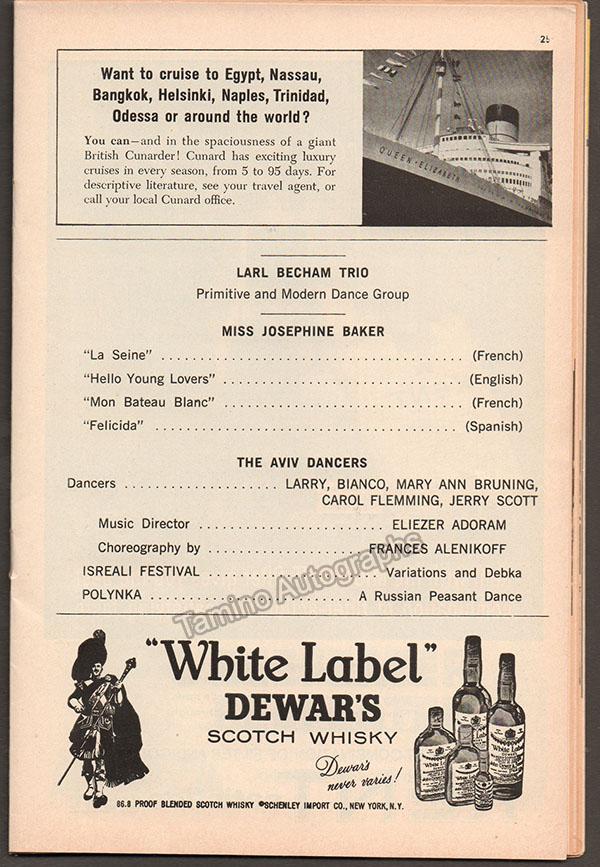 25
Want to cruise to Egypt, Nassau,
Bangkok, Helsinki, Naples, Trinidad,
Odessa or around the world?
You can—and in the spaciousness of a giant
British Cunarder! Cunard has exciting luxury
cruises in every season, from 5 to 95 days. For
descriptive literature, see your travel agent, or
call your local Cunard office.
QUEEN ELIZABETH
LARL BECHAM TRIO
Primitive and Modern Dance Group
MISS JOSEPHINE BAKER
"La Seine" . . . . . . . . . . (French)
"Hello Young Lovers" . . . . . . . . . . (English)
"Mon Bateau Blanc" . . . . . . . . . . (French)
"Felicida" . . . . . . . . . . (Spanish)
THE AVIV DANCERS
Dancers . . . . . . . . . . LARRY, BIANCO, MARY ANN BRUNING,
CAROL FLEMMING, JERRY SCOTT
Music Director . . . . . . . . . . ELIEZER ADORAM
Choreography by . . . . . . . . . . FRANCES ALENIKOFF
ISREALI FESTIVAL . . . . . . . . . . Variations and Debka
POLYNKA . . . . . . . . . . A Russian Peasant Dance
Tamino Autographs
"White Label"
DEWAR'S
SCOTCH WHISKY
Dewar's
never varies!
86.8 PROOF BLENDED SCOTCH WHISKY ©SCHENLEY IMPORT CO., NEW YORK, N.Y.
"White Label"